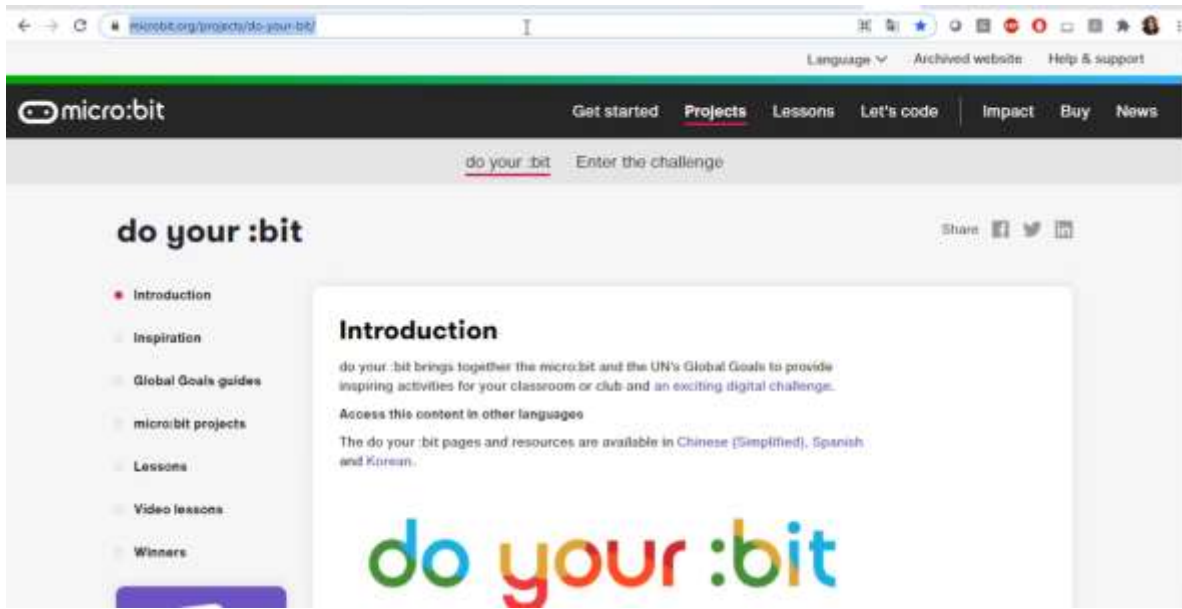 microbit.org/projects/do-your-bit/
Language Archived website Help & support
micro:bit Get started Projects Lessons Let's code Impact Buy News
do your :bit Enter the challenge
do your :bit
Share
Introduction
Inspiration
Global Goals guides
micro:bit projects
Lessons
Video lessons
Winners
Introduction
do your :bit brings together the micro:bit and the UN's Global Goals to provide
inspiring activities for your classroom or club and an exciting digital challenge.
Access this content in other languages
The do your :bit pages and resources are available in Chinese (Simplified), Spanish
and Korean.
do your :bit